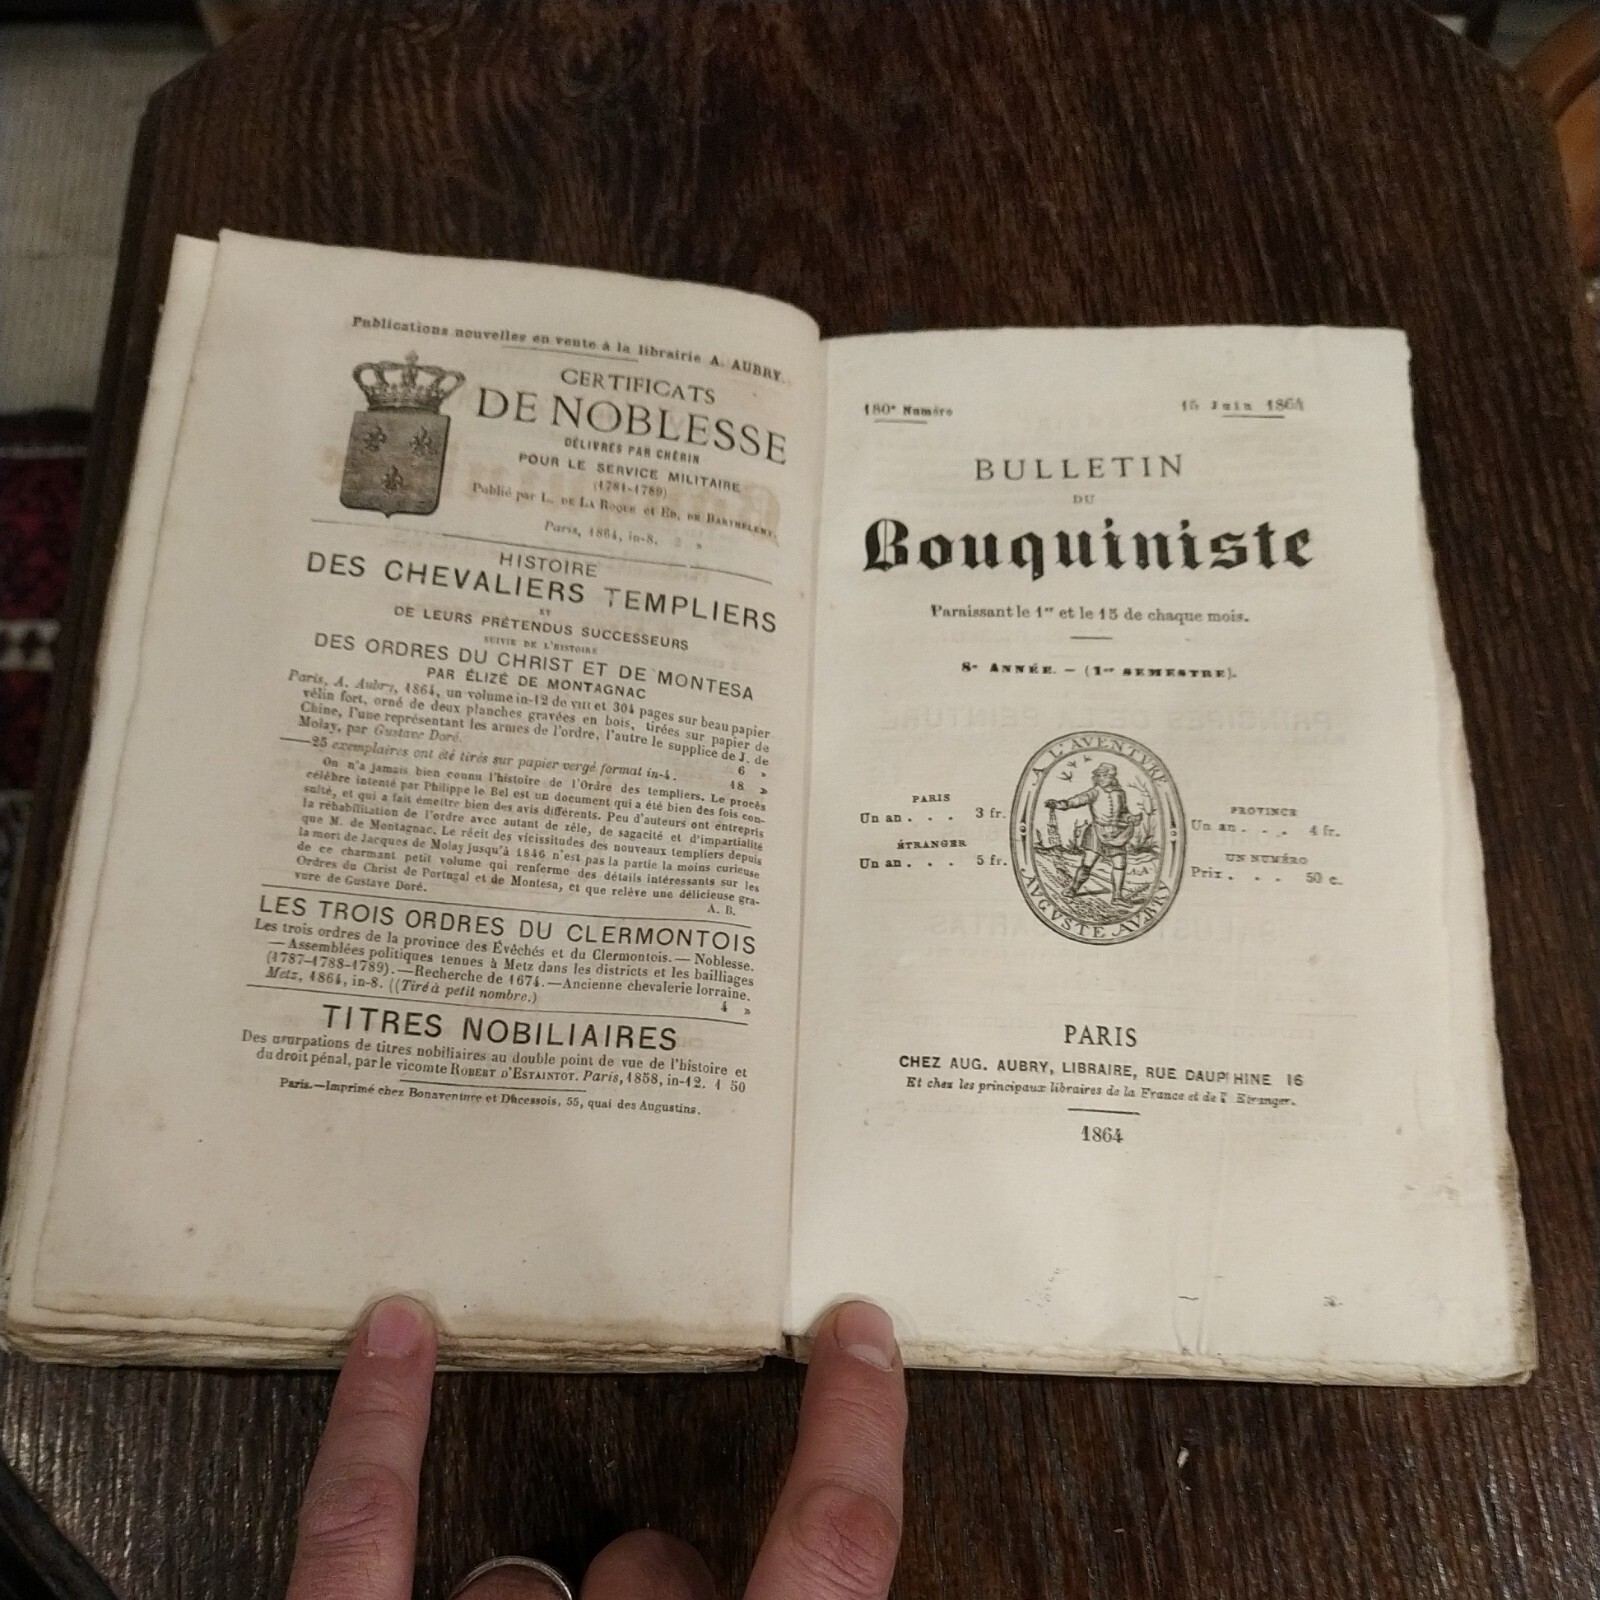 Publications nouvelles en vente à la librairie A. AUBRY.
CERTIFICATS
DE NOBLESSE
DÉLIVRÉS PAR CHÉRIN
POUR LE SERVICE MILITAIRE
(1781-1789)
Publié par L. DE LA ROQUE et ED. DE BARTHÉLEMY.
Paris, 1864, in-8. 2 »
HISTOIRE
DES CHEVALIERS TEMPLIERS
ET
DE LEURS PRÉTENDUS SUCCESSEURS
SUIVIE DE L'HISTOIRE
DES ORDRES DU CHRIST ET DE MONTESA
PAR ÉLIZÉ DE MONTAGNAC
Paris, A. Aubry, 1864, un volume in-12 de VIII et 304 pages sur beau papier
vélin fort, orné de deux planches gravées en bois, tirées sur papier de
Chine, l'une représentant les armes de l'ordre, l'autre le supplice de J. de
Molay, par Gustave Doré. 6 »
—25 exemplaires ont été tirés sur papier vergé format in-4. 18 »
On n'a jamais bien connu l'histoire de l'Ordre des templiers. Le procès
célèbre intenté par Philippe le Bel est un document qui a été bien des fois con-
sulté, et qui a fait émettre bien des avis différents. Peu d'auteurs ont entrepris
la réhabilitation de l'ordre avec autant de zèle, de sagacité et d'impartialité
que M. de Montagnac. Le récit des vicissitudes des nouveaux templiers depuis
la mort de Jacques de Molay jusqu'à 1846 n'est pas la partie la moins curieuse
de ce charmant petit volume qui renferme des détails intéressants sur les
Ordres du Christ de Portugal et de Montesa, et que relève une délicieuse gra-
vure de Gustave Doré.
A. B.
LES TROIS ORDRES DU CLERMONTOIS
Les trois ordres de la province des Évêchés et du Clermontois. — Noblesse.
— Assemblées politiques tenues à Metz dans les districts et les bailliages
(1787-1788-1789). — Recherche de 1674. — Ancienne chevalerie lorraine.
Metz, 1864, in-8. ((Tiré à petit nombre.) 4 »
TITRES NOBILIAIRES
Des usurpations de titres nobiliaires au double point de vue de l'histoire et
du droit pénal, par le vicomte ROBERT D'ESTAINTOT. Paris, 1858, in-12. 1 50
Paris.—Imprimé chez Bonaventure et Ducessois, 55, quai des Augustins.
180e Numéro
15 Juin 1864
BULLETIN
DU
Bouquiniste
Paraissant le 1er et le 15 de chaque mois.
8e ANNÉE. — (1er SEMESTRE).
PARIS
Un an . . . 3 fr.
ÉTRANGER
Un an . . . 5 fr.
A L'AVENTVRE
A·A
AVGVSTE AVBRY
PROVINCE
Un an . . . 4 fr.
UN NUMÉRO
Prix . . . 50 c.
PARIS
CHEZ AUG. AUBRY, LIBRAIRE, RUE DAUPHINE 16
Et chez les principaux libraires de la France et de l'Etranger.
1864